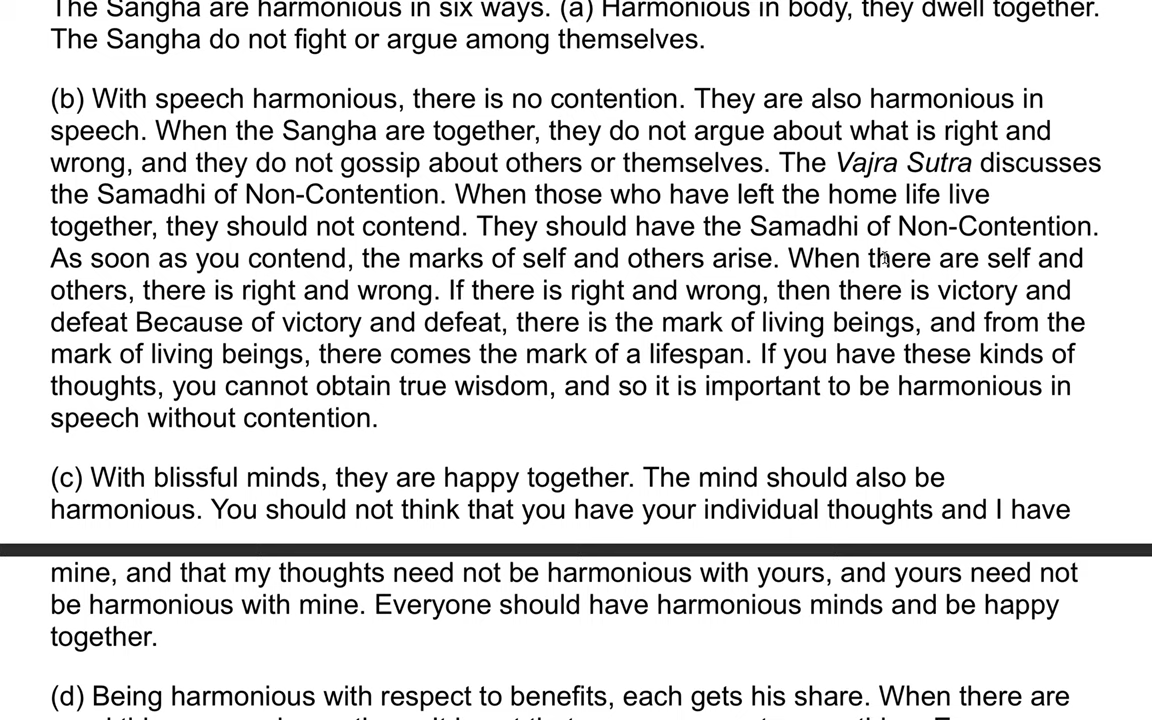 The Sangha are harmonious in six ways. (a) Harmonious in body, they dwell together.
The Sangha do not fight or argue among themselves.
(b) With speech harmonious, there is no contention. They are also harmonious in
speech. When the Sangha are together, they do not argue about what is right and
wrong, and they do not gossip about others or themselves. The Vajra Sutra discusses
the Samadhi of Non-Contention. When those who have left the home life live
together, they should not contend. They should have the Samadhi of Non-Contention.
As soon as you contend, the marks of self and others arise. When there are self and
others, there is right and wrong. If there is right and wrong, then there is victory and
defeat Because of victory and defeat, there is the mark of living beings, and from the
mark of living beings, there comes the mark of a lifespan. If you have these kinds of
thoughts, you cannot obtain true wisdom, and so it is important to be harmonious in
speech without contention.
(c) With blissful minds, they are happy together. The mind should also be
harmonious. You should not think that you have your individual thoughts and I have
mine, and that my thoughts need not be harmonious with yours, and yours need not
be harmonious with mine. Everyone should have harmonious minds and be happy
together.
(d) Being harmonious with respect to benefits, each gets his share. When there are